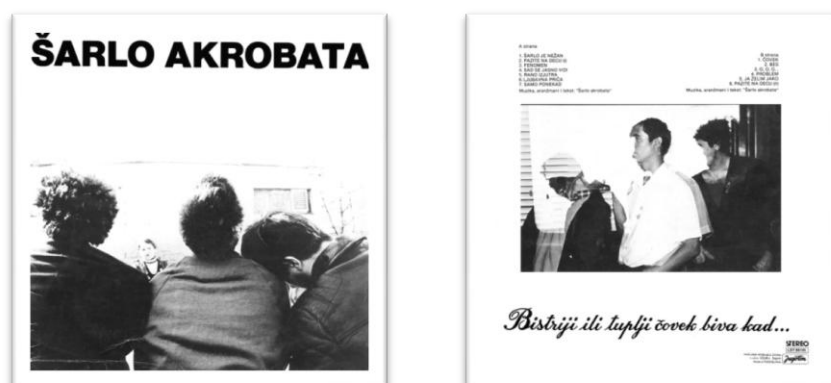 ŠARLO AKROBATA
A strana
1. ŠARLO JE NEŽAN
2. PAZITE NA DECU (I)
3. FENOMEN
4. SAD SE JASNO VIDI
5. RANO IZJUTRA
6. LJUBAVNA PRIČA
7. SAMO PONEKAD
Muzika, aranžmani i tekst: "Šarlo akrobata"
B strana
1. ČOVEK
2. BES
3. O, O, O...
4. PROBLEM
5. JA ŽELIM JAKO
6. PAZITE NA DECU (II)
Muzika, aranžmani i tekst: "Šarlo akrobata"
Bistriji ili tuplji čovek biva kad...
STEREO